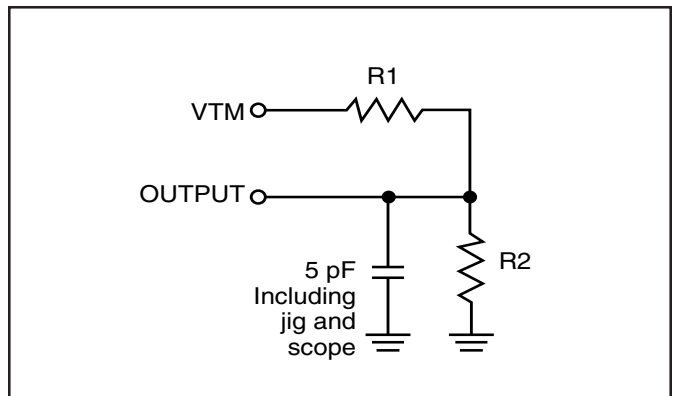 R1
VTM
OUTPUT
R2
5 pF
Including
jig and
scope